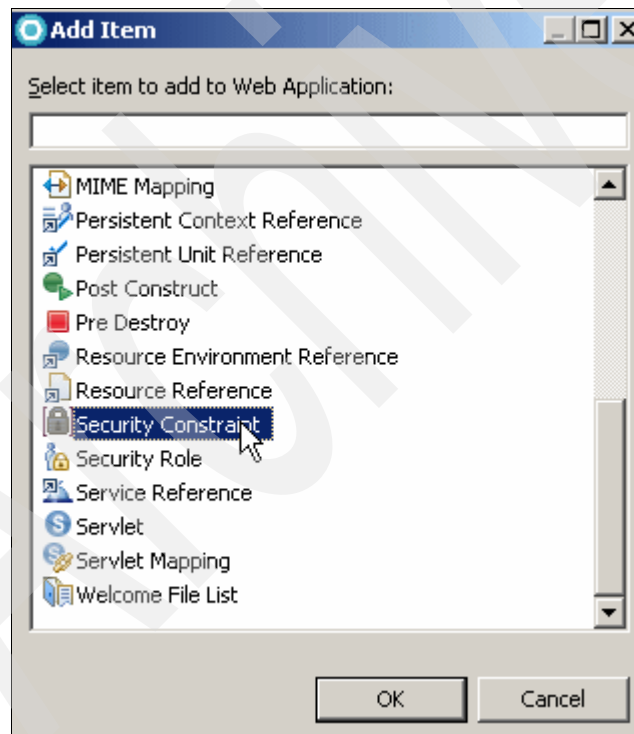 Add Item
Select item to add to Web Application:
MIME Mapping
Persistent Context Reference
Persistent Unit Reference
Post Construct
Pre Destroy
Resource Environment Reference
Resource Reference
Security Constraint
Security Role
Service Reference
Servlet
Servlet Mapping
Welcome File List
OK Cancel